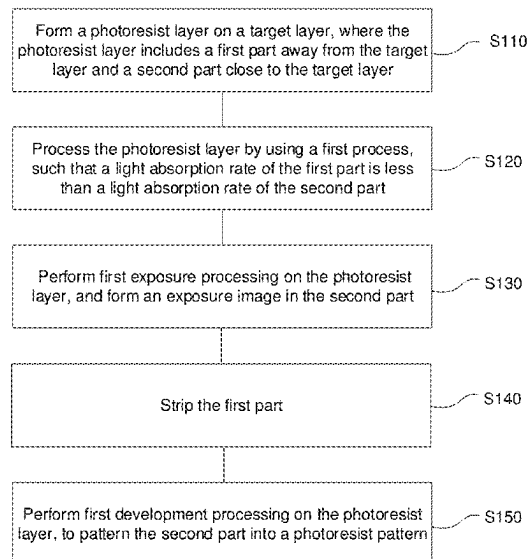 Form a photoresist layer on a target layer, where the
photoresist layer includes a first part away from the target
layer and a second part close to the target layer
S110
Process the photoresist layer by using a first process,
such that a light absorption rate of the first part is less
than a light absorption rate of the second part
S120
Perform first exposure processing on the photoresist
layer, and form an exposure image in the second part
S130
Strip the first part
S140
Perform first development processing on the photoresist
layer, to pattern the second part into a photoresist pattern
S150